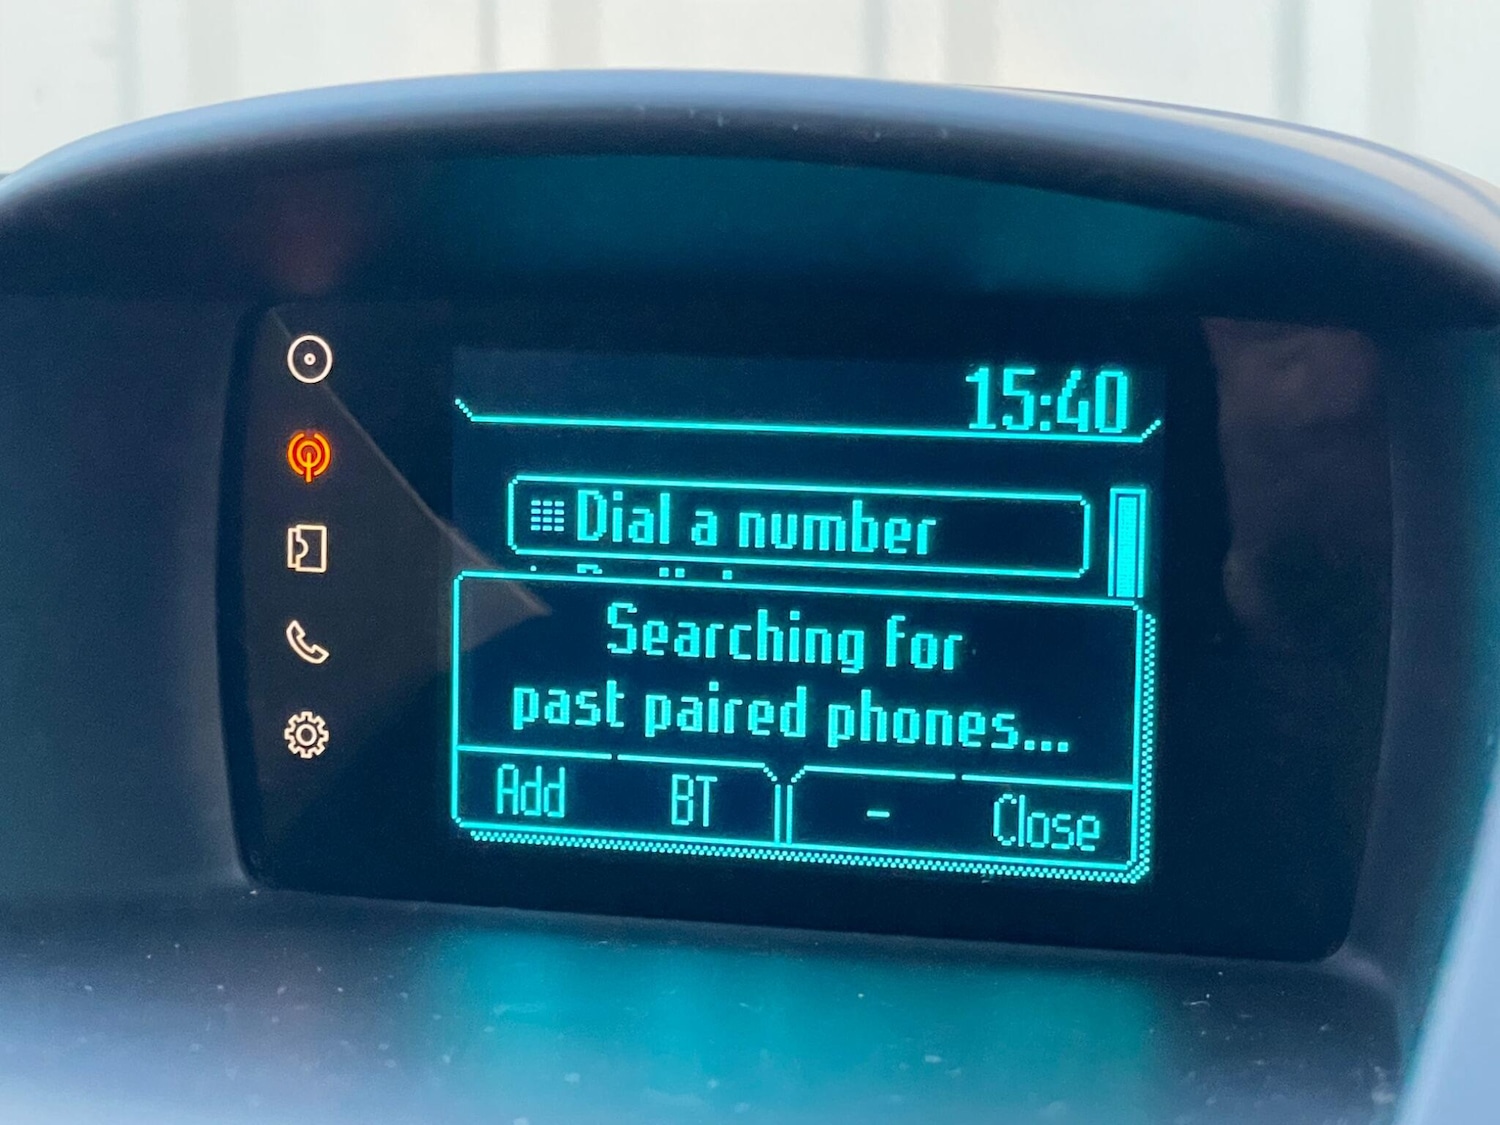 15:40
Dial a number
Searching for
past paired phones...
Add BT - Close